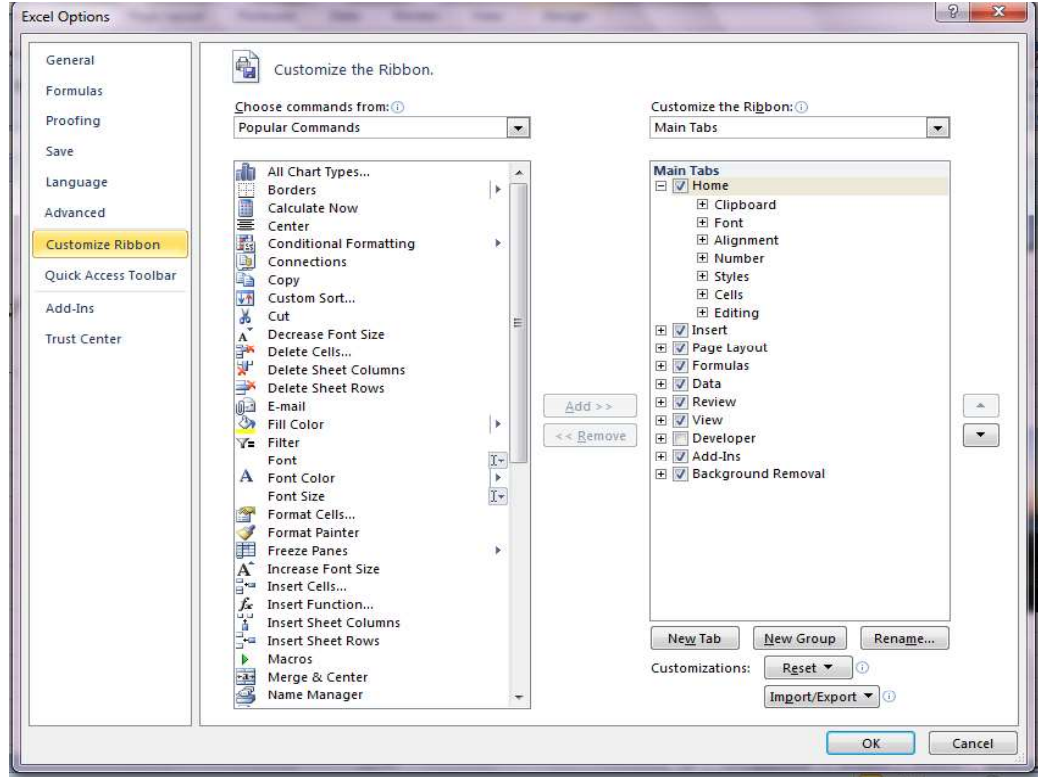 Excel Options
General
Formulas
Proofing
Save
Language
Advanced
Customize Ribbon
Quick Access Toolbar
Add-Ins
Trust Center
Customize the Ribbon.
Choose commands from:
Popular Commands
All Chart Types...
Borders
Calculate Now
Center
Conditional Formatting
Connections
Copy
Custom Sort...
Cut
Decrease Font Size
Delete Cells...
Delete Sheet Columns
Delete Sheet Rows
E-mail
Fill Color
Filter
Font
Font Color
Font Size
Format Cells...
Format Painter
Freeze Panes
Increase Font Size
Insert Cells...
Insert Function...
Insert Sheet Columns
Insert Sheet Rows
Macros
Merge & Center
Name Manager
Add >>
<< Remove
Customize the Ribbon:
Main Tabs
Main Tabs
Home
Clipboard
Font
Alignment
Number
Styles
Cells
Editing
Insert
Page Layout
Formulas
Data
Review
View
Developer
Add-Ins
Background Removal
New Tab
New Group
Rename...
Customizations:
Reset
Import/Export
OK
Cancel